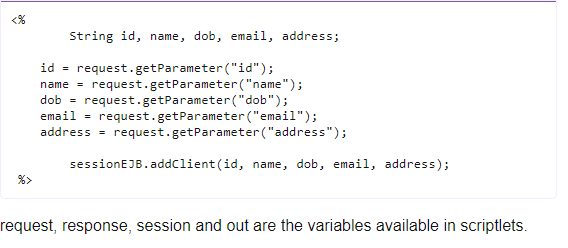 <%
String id, name, dob, email, address;
id = request.getParameter("id");
name = request.getParameter("name");
dob = request.getParameter("dob");
email = request.getParameter("email");
address = request.getParameter("address");
sessionEJB.addClient(id, name, dob, email, address);
%>
request, response, session and out are the variables available in scriptlets.